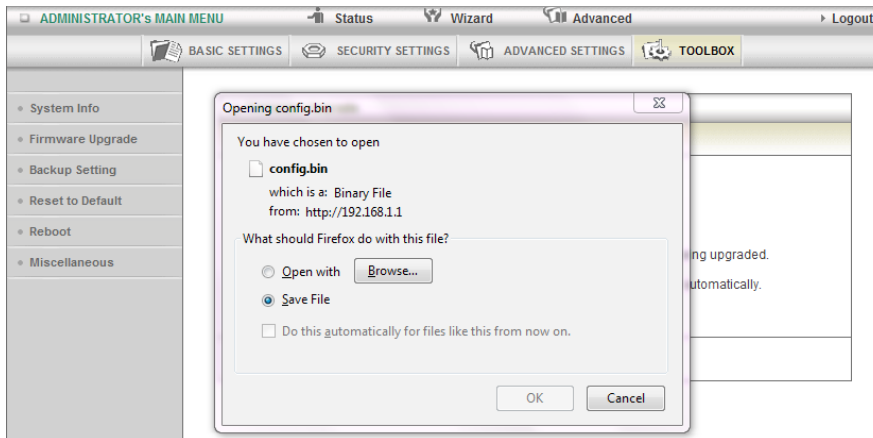 ADMINISTRATOR's MAIN MENU Status Wizard Advanced Logout
BASIC SETTINGS SECURITY SETTINGS ADVANCED SETTINGS TOOLBOX
System Info
Firmware Upgrade
Backup Setting
Reset to Default
Reboot
Miscellaneous
Opening config.bin
You have chosen to open
config.bin
which is a: Binary File
from: http://192.168.1.1
What should Firefox do with this file?
Open with Browse...
Save File
Do this automatically for files like this from now on.
OK Cancel
ng upgraded.
utomatically.